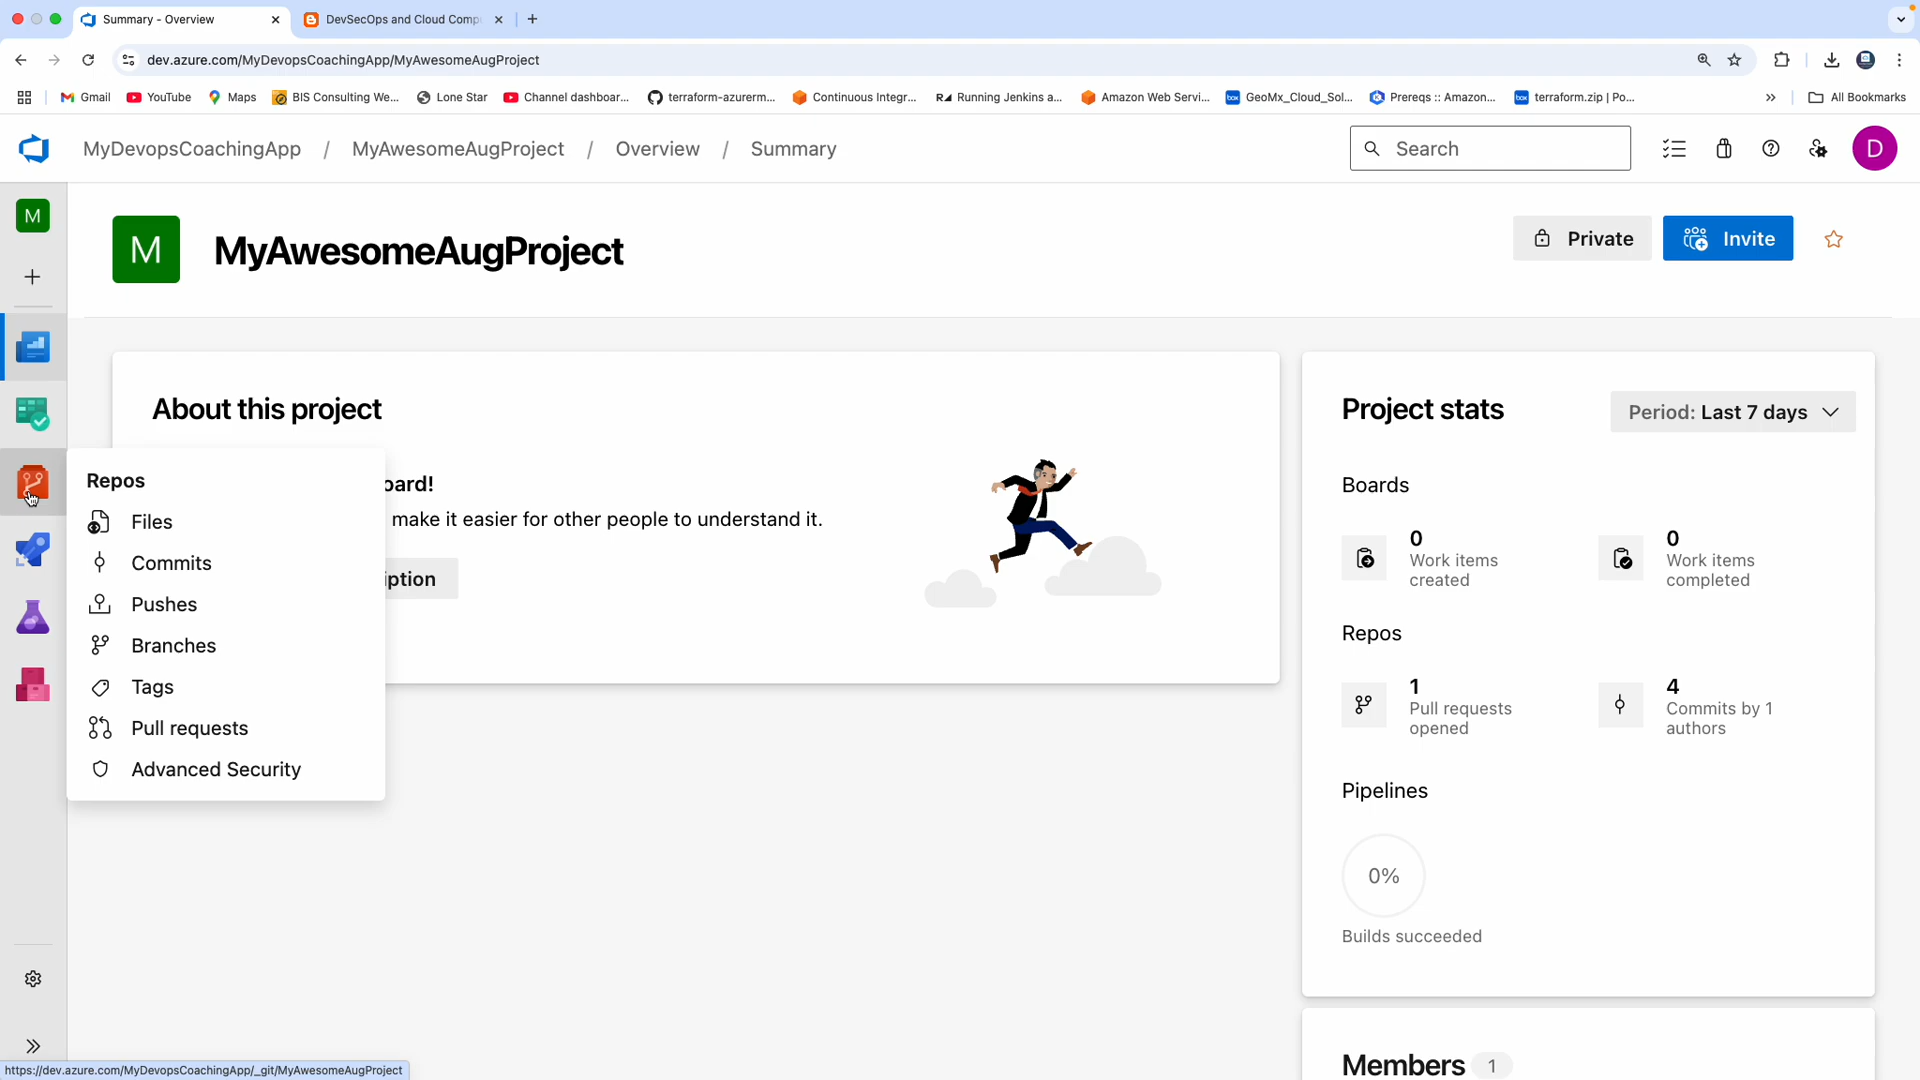 Summary - Overview
DevSecOps and Cloud Comp
dev.azure.com/MyDevopsCoachingApp/MyAwesomeAugProject
Gmail
YouTube
Maps
BIS Consulting We...
Lone Star
Channel dashboar...
terraform-azurerm...
Continuous Integr...
Running Jenkins a...
Amazon Web Servi...
GeoMx_Cloud_Sol...
Prereqs :: Amazon...
terraform.zip | Po...
All Bookmarks
MyDevopsCoachingApp / MyAwesomeAugProject / Overview / Summary
Search
D
M
M
MyAwesomeAugProject
Private
Invite
About this project
oard!
make it easier for other people to understand it.
iption
Repos
Files
Commits
Pushes
Branches
Tags
Pull requests
Advanced Security
Project stats
Period: Last 7 days
Boards
0
Work items
created
0
Work items
completed
Repos
1
Pull requests
opened
4
Commits by 1
authors
Pipelines
0%
Builds succeeded
Members 1
https://dev.azure.com/MyDevopsCoachingApp/_git/MyAwesomeAugProject